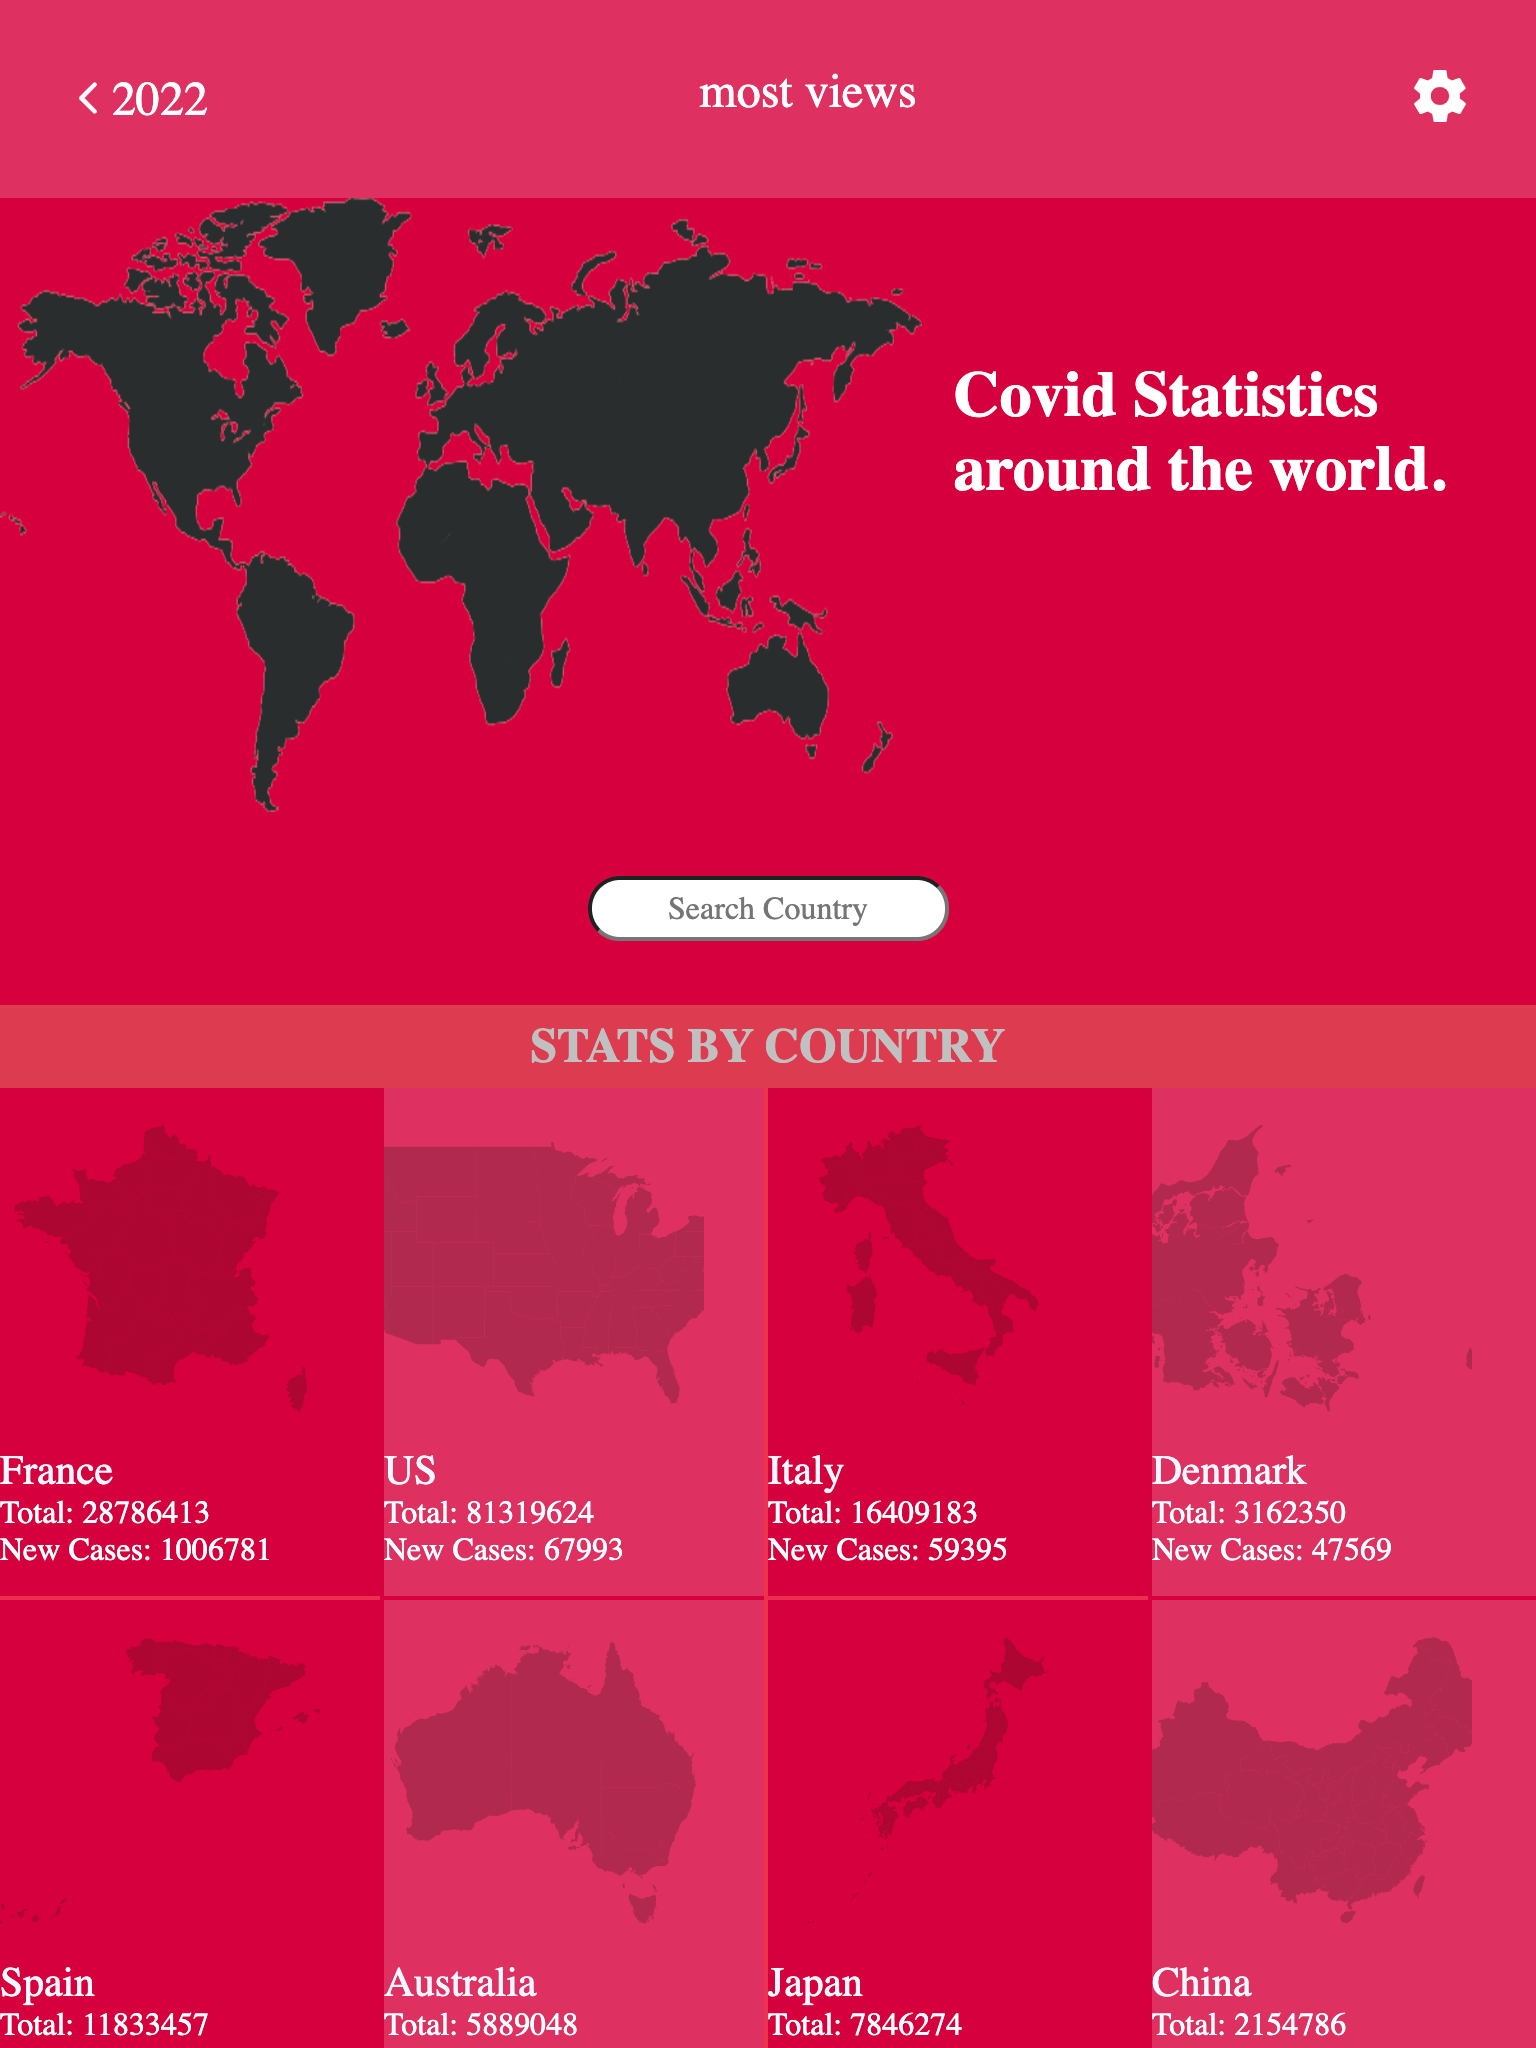 2022
most views
Covid Statistics
around the world.
Search Country
STATS BY COUNTRY
France
Total: 28786413
New Cases: 1006781
US
Total: 81319624
New Cases: 67993
Italy
Total: 16409183
New Cases: 59395
Denmark
Total: 3162350
New Cases: 47569
Spain
Total: 11833457
Australia
Total: 5889048
Japan
Total: 7846274
China
Total: 2154786